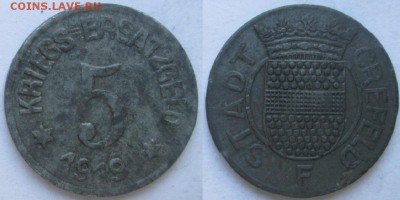 COINS.LAVE.RU
KRIEGS-ERSATZGELD
5
1919
STADT CREFELD
F